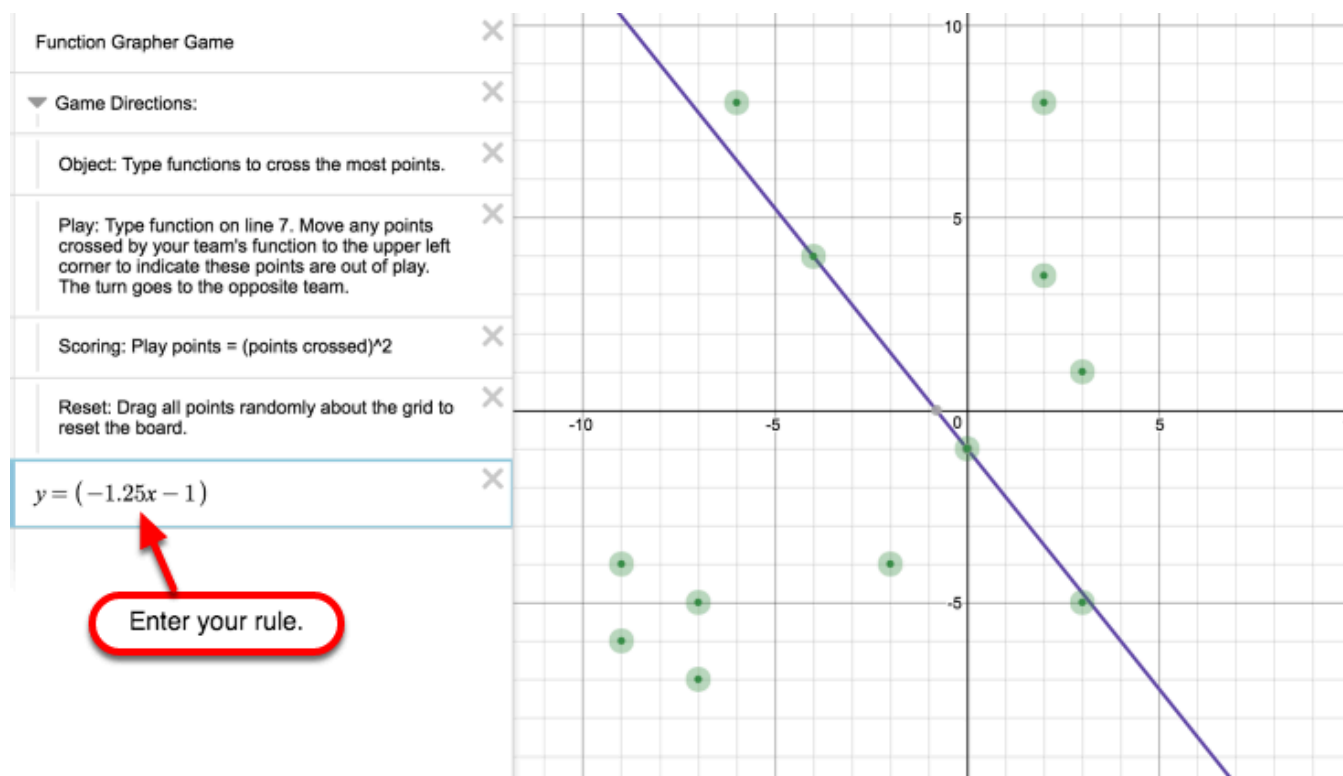 Function Grapher Game
Game Directions:
Object: Type functions to cross the most points.
Play: Type function on line 7. Move any points
crossed by your team's function to the upper left
corner to indicate these points are out of play.
The turn goes to the opposite team.
Scoring: Play points = (points crossed)^2
Reset: Drag all points randomly about the grid to
reset the board.
y = (−1.25x − 1)
Enter your rule.
10
5
-10
-5
0
5
-5